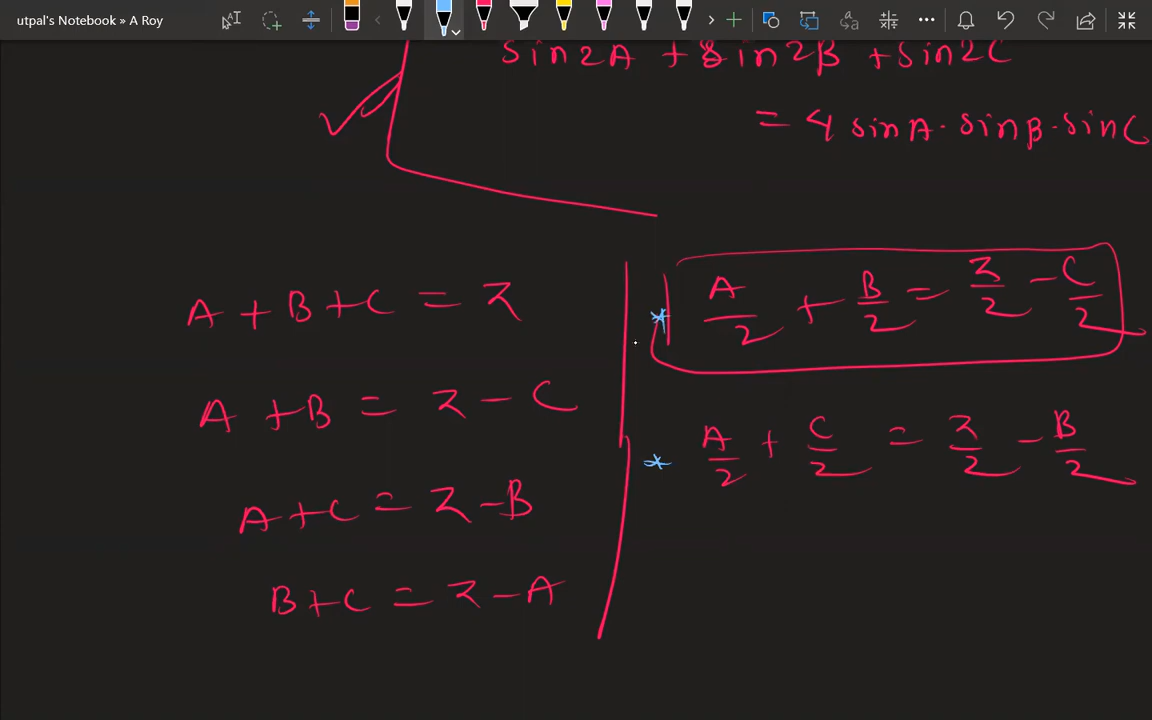 utpal's Notebook » A Roy
sin2A + sin2B + sin2C
= 4 sinA · sinB · sinC
A + B + C = π
A + B = π - C
A + C = π - B
B + C = π - A
* A/2 + B/2 = π/2 - C/2
* A/2 + C/2 = π/2 - B/2